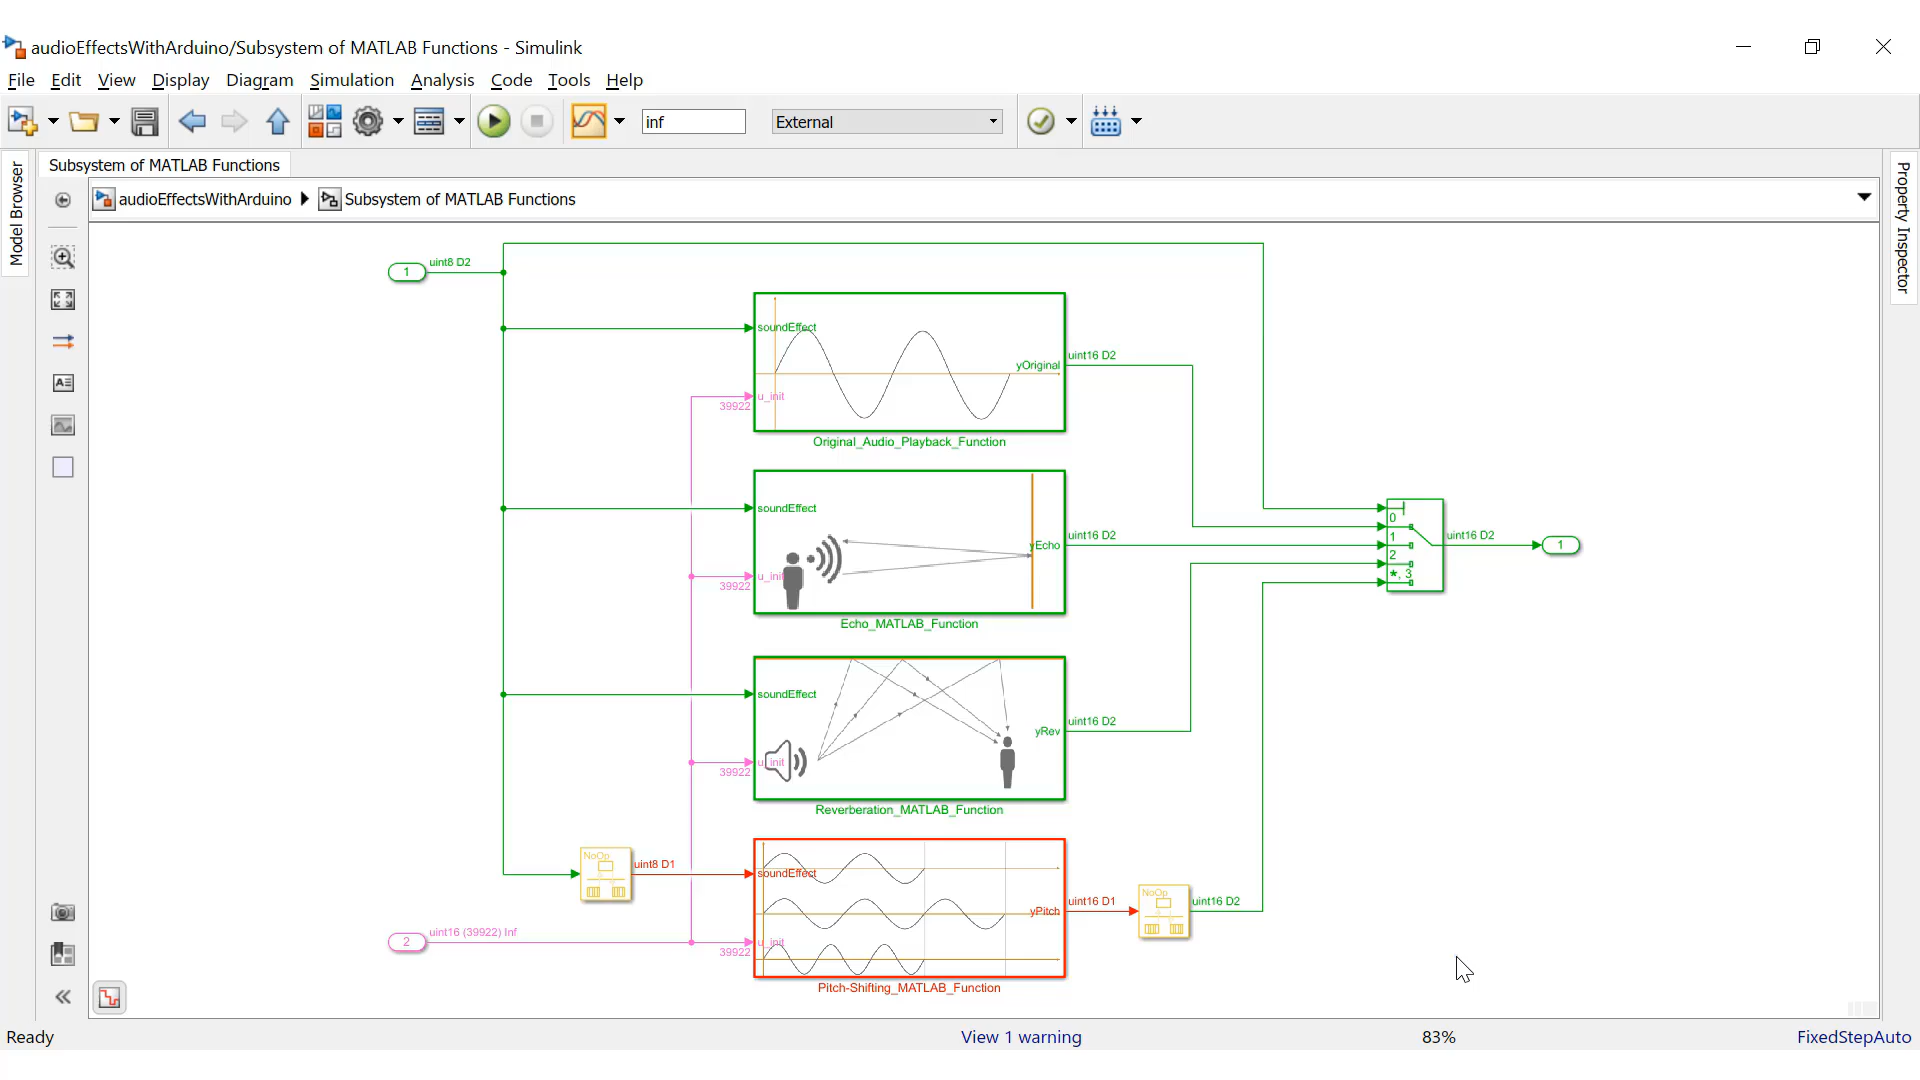 audioEffectsWithArduino/Subsystem of MATLAB Functions - Simulink
File Edit View Display Diagram Simulation Analysis Code Tools Help
inf
External
Model Browser
Subsystem of MATLAB Functions
Property Inspector
audioEffectsWithArduino
Subsystem of MATLAB Functions
1
uint8 D2
soundEffect
yOriginal
uint16 D2
u_init
39922
Original_Audio_Playback_Function
soundEffect
yEcho
uint16 D2
u_init
39922
Echo_MATLAB_Function
0
1
2
*, 3
uint16 D2
1
soundEffect
yRev
uint16 D2
u_init
39922
Reverberation_MATLAB_Function
NoOp
uint8 D1
soundEffect
yPitch
uint16 D1
NoOp
uint16 D2
2
uint16 (39922) Inf
u_init
39922
Pitch-Shifting_MATLAB_Function
Ready
View 1 warning
83%
FixedStepAuto